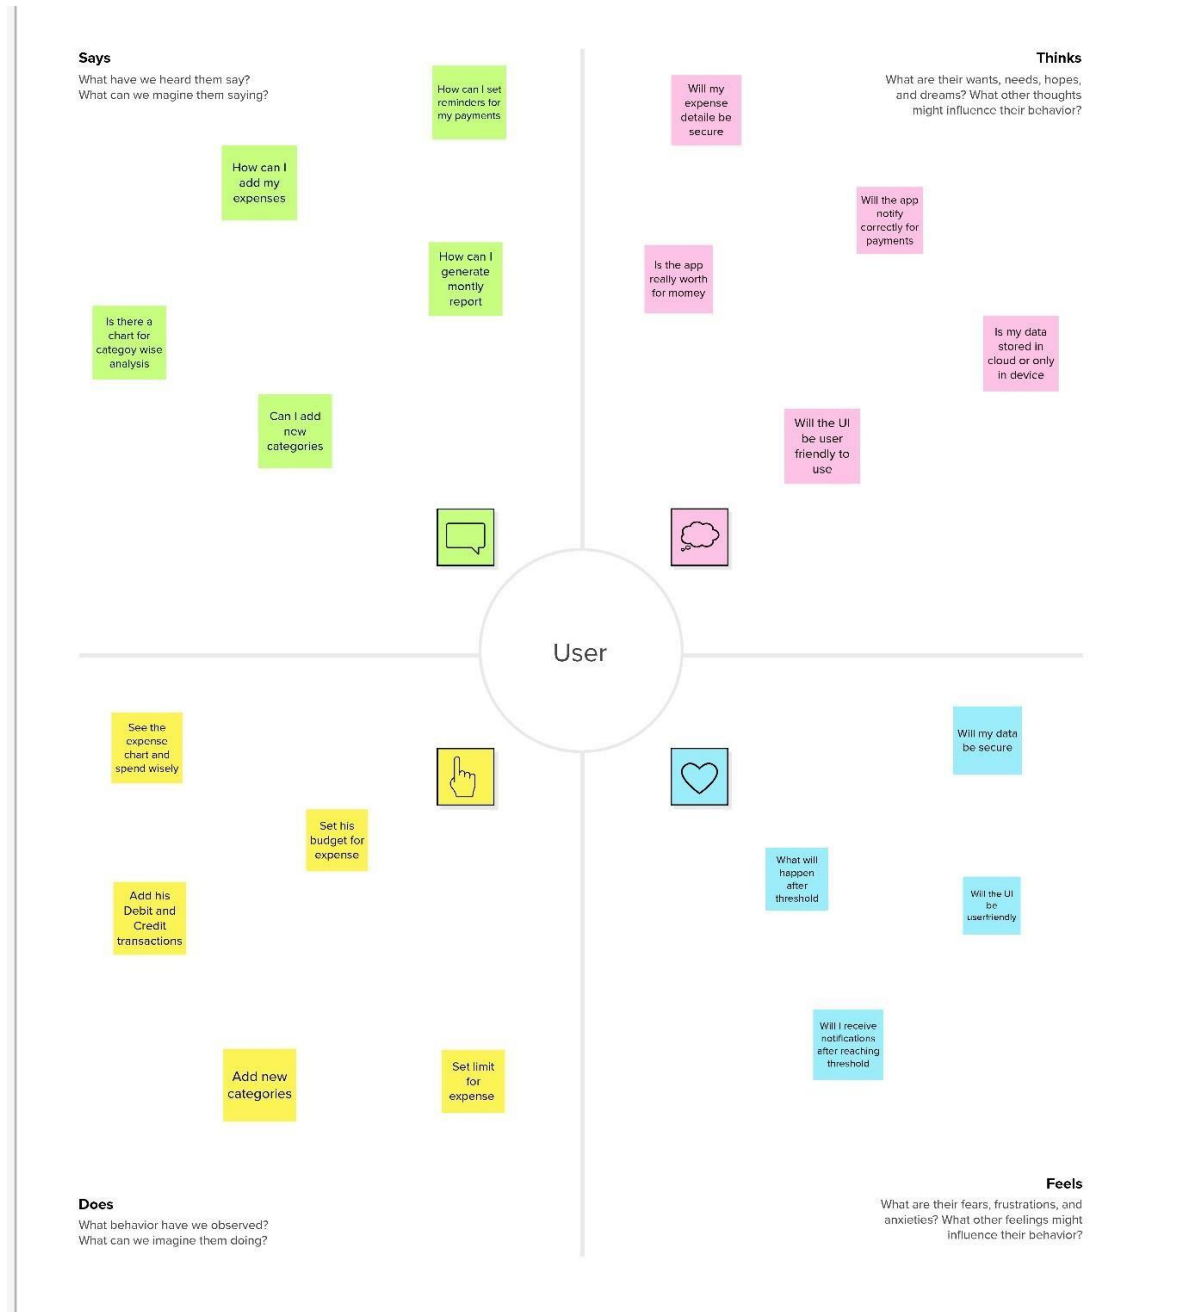 Says
What have we heard them say?
What can we magine them saying?
How can I set
reminders for
my payments
How can I
add my
expenses
How can I
generate
montly
report
Is there a
chart for
categoy wise
analysis
Can I add
new
categories
Thinks
What are their wants, needs, hopes,
and dreams? What other thoughts
might influence their behavior?
Will my
expense
detaile be
secure
Will the app
notify
correctly for
payments
Is the app
really worth
for momey
Is my data
stored in
cloud or only
in device
Will the UI
be user
friendly to
use
User
See the
expense
chart and
spend wisely
Set his
budget for
expense
Add his
Debit and
Credit
transactions
Add new
categories
Set limit
for
expense
Does
What behavior have we observed?
What can we imagine them doing?
Will my data
be secure
What will
happen
after
threshold
Will the UI
be
userfriendly
Will I receive
notifications
after reaching
threshold
Feels
What are their fears, frustrations, and
anxieties? What other feelings might
influence their behavior?